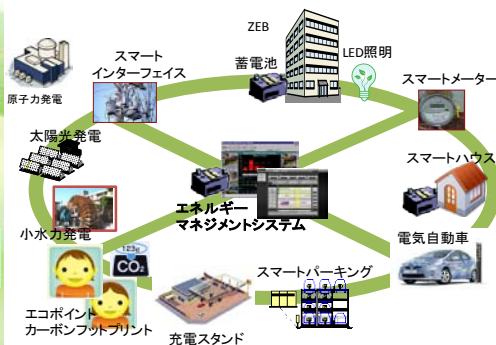 ZEB
スマート
インターフェイス
蓄電池
LED照明
スマートメーター
原子力発電
太陽光発電
スマートハウス
エネルギー
マネジメントシステム
小水力発電
123g
CO2
電気自動車
スマートパーキング
エコポイント
カーボンフットプリント
充電スタンド